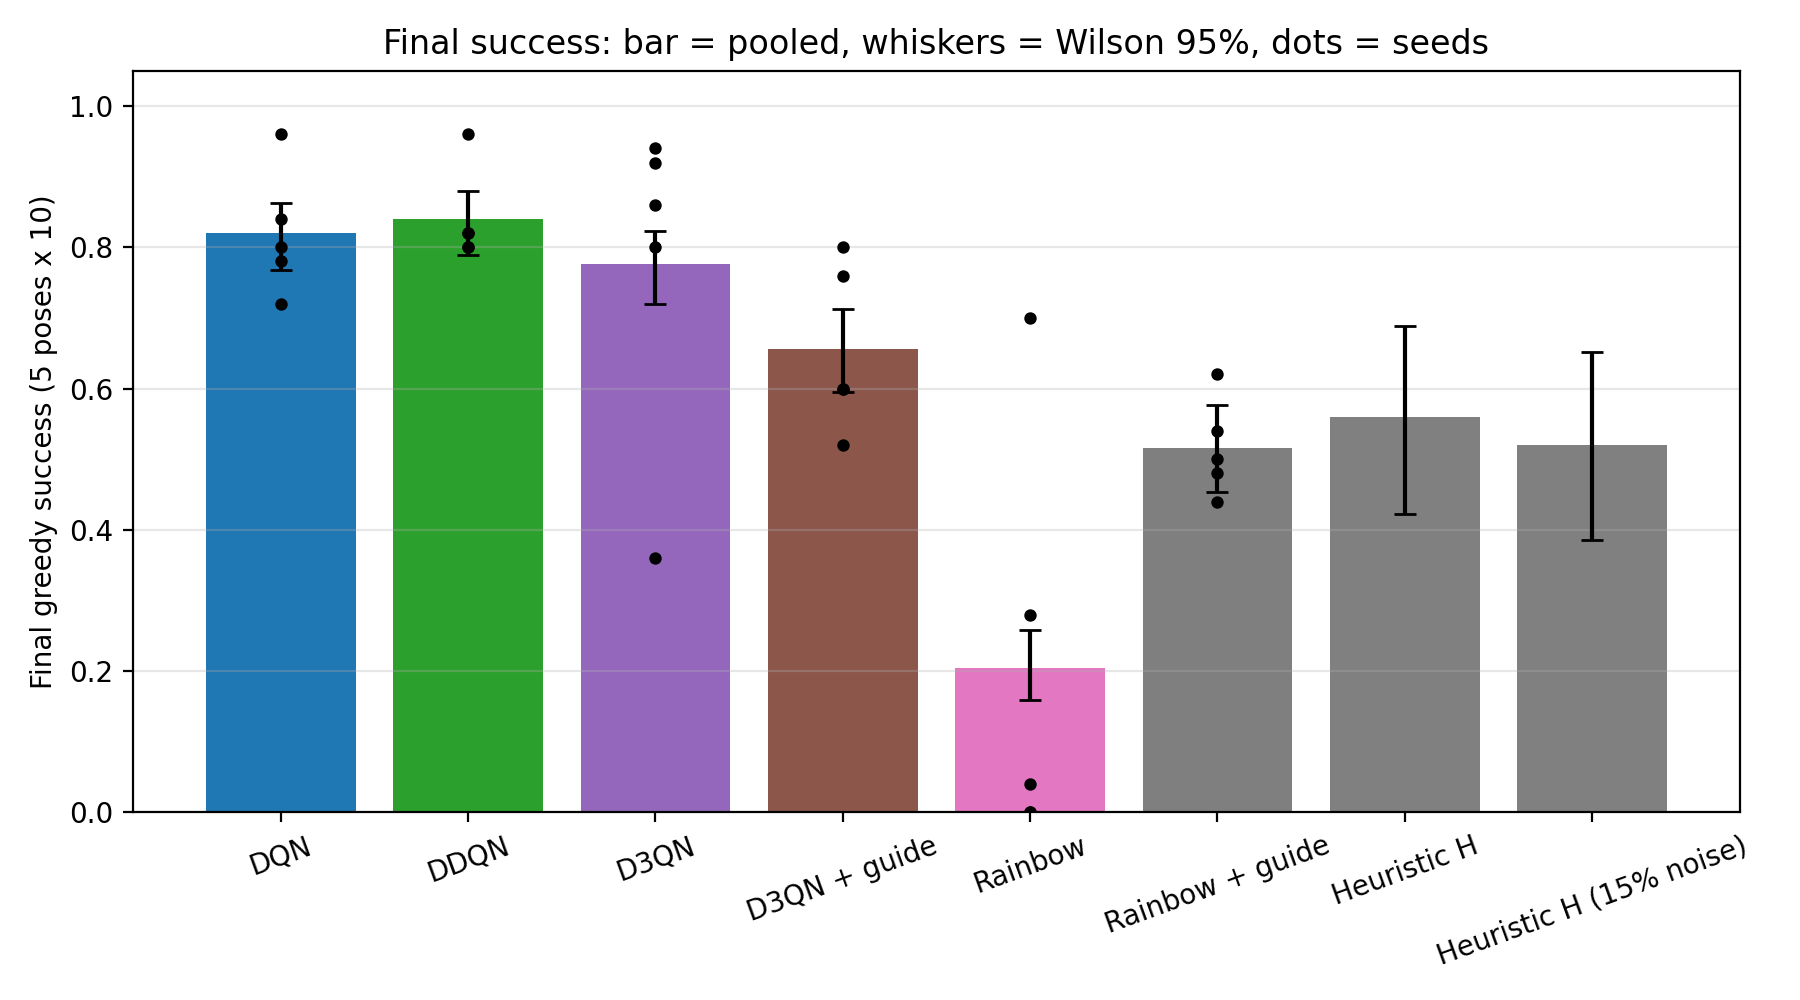 Final success: bar = pooled, whiskers = Wilson 95%, dots = seeds
Final greedy success (5 poses x 10)
1.0
0.8
0.6
0.4
0.2
0.0
DQN
DDQN
D3QN
D3QN + guide
Rainbow
Rainbow + guide
Heuristic H
Heuristic H (15% noise)